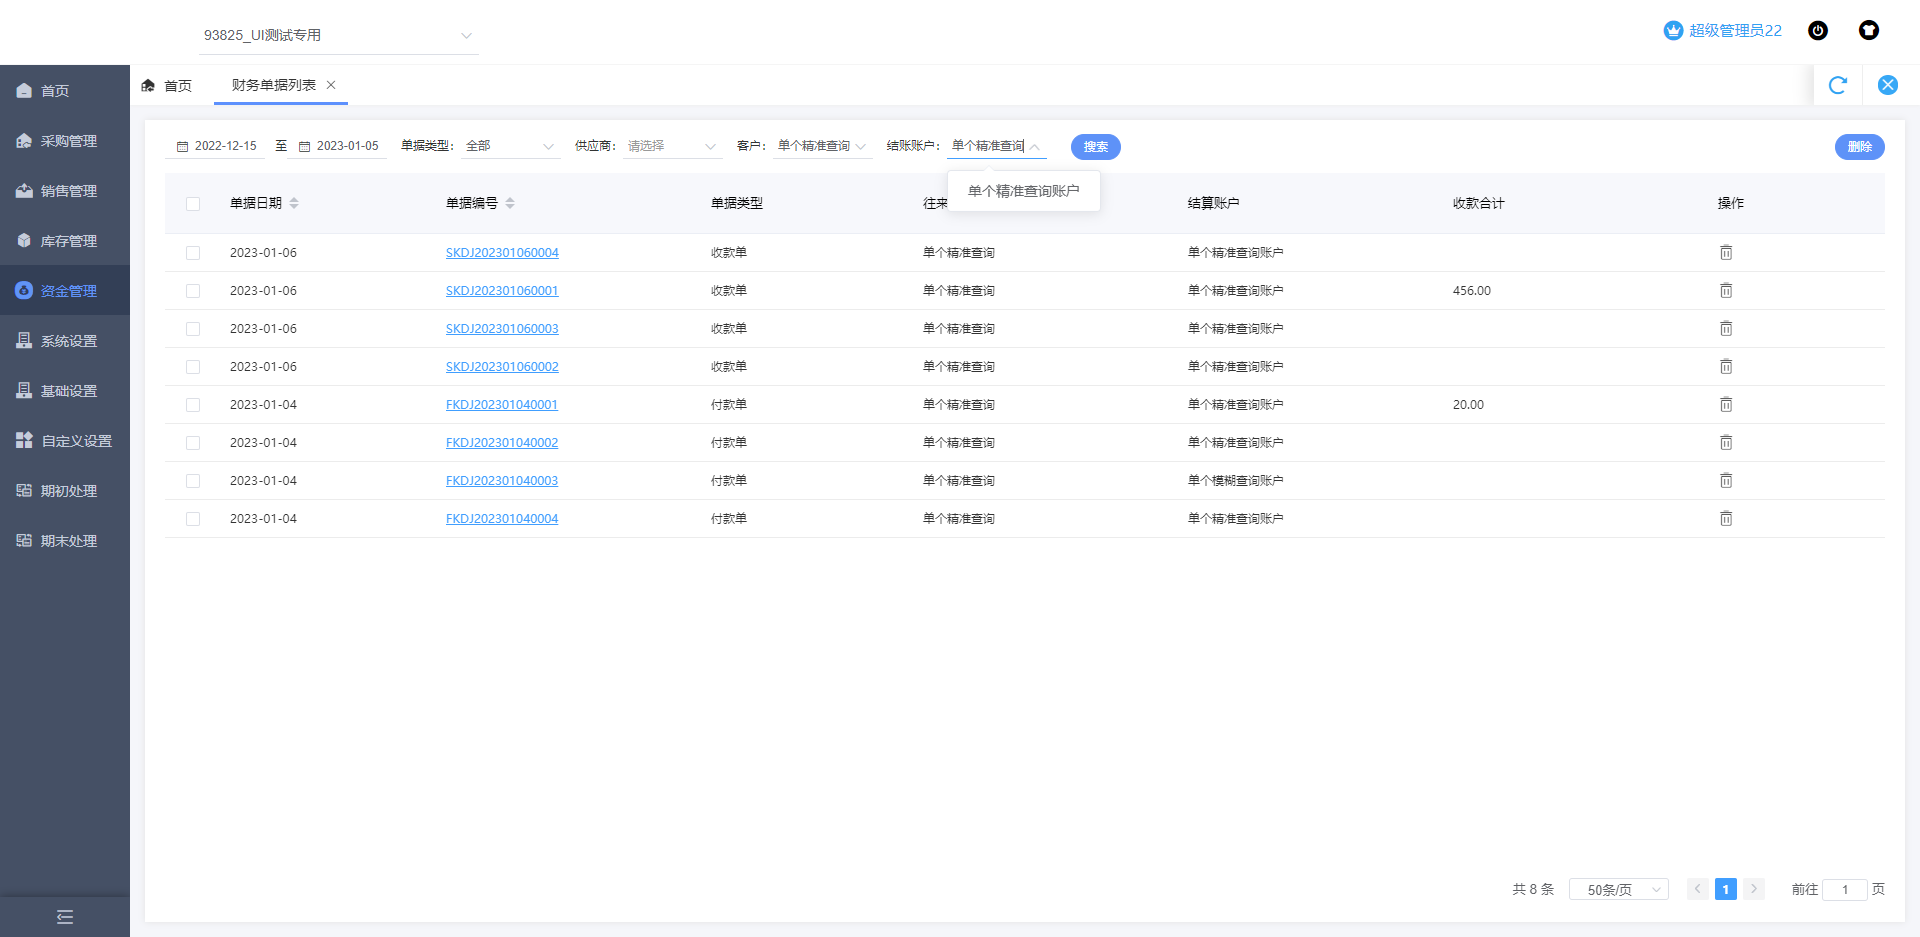 93825_UI测试专用
超级管理员22
首页
采购管理
销售管理
库存管理
资金管理
系统设置
基础设置
自定义设置
期初处理
期末处理
首页 财务单据列表
2022-12-15 至 2023-01-05 单据类型: 全部 供应商: 请选择 客户: 单个精准查询 结账账户: 单个精准查询 搜索 删除
单个精准查询账户
单据日期 单据编号 单据类型 往来 结算账户 收款合计 操作
2023-01-06 SKDJ202301060004 收款单 单个精准查询 单个精准查询账户
2023-01-06 SKDJ202301060001 收款单 单个精准查询 单个精准查询账户 456.00
2023-01-06 SKDJ202301060003 收款单 单个精准查询 单个精准查询账户
2023-01-06 SKDJ202301060002 收款单 单个精准查询 单个精准查询账户
2023-01-04 FKDJ202301040001 付款单 单个精准查询 单个精准查询账户 20.00
2023-01-04 FKDJ202301040002 付款单 单个精准查询 单个精准查询账户
2023-01-04 FKDJ202301040003 付款单 单个精准查询 单个模糊查询账户
2023-01-04 FKDJ202301040004 付款单 单个精准查询 单个精准查询账户
共 8 条 50条/页 1 前往 1 页